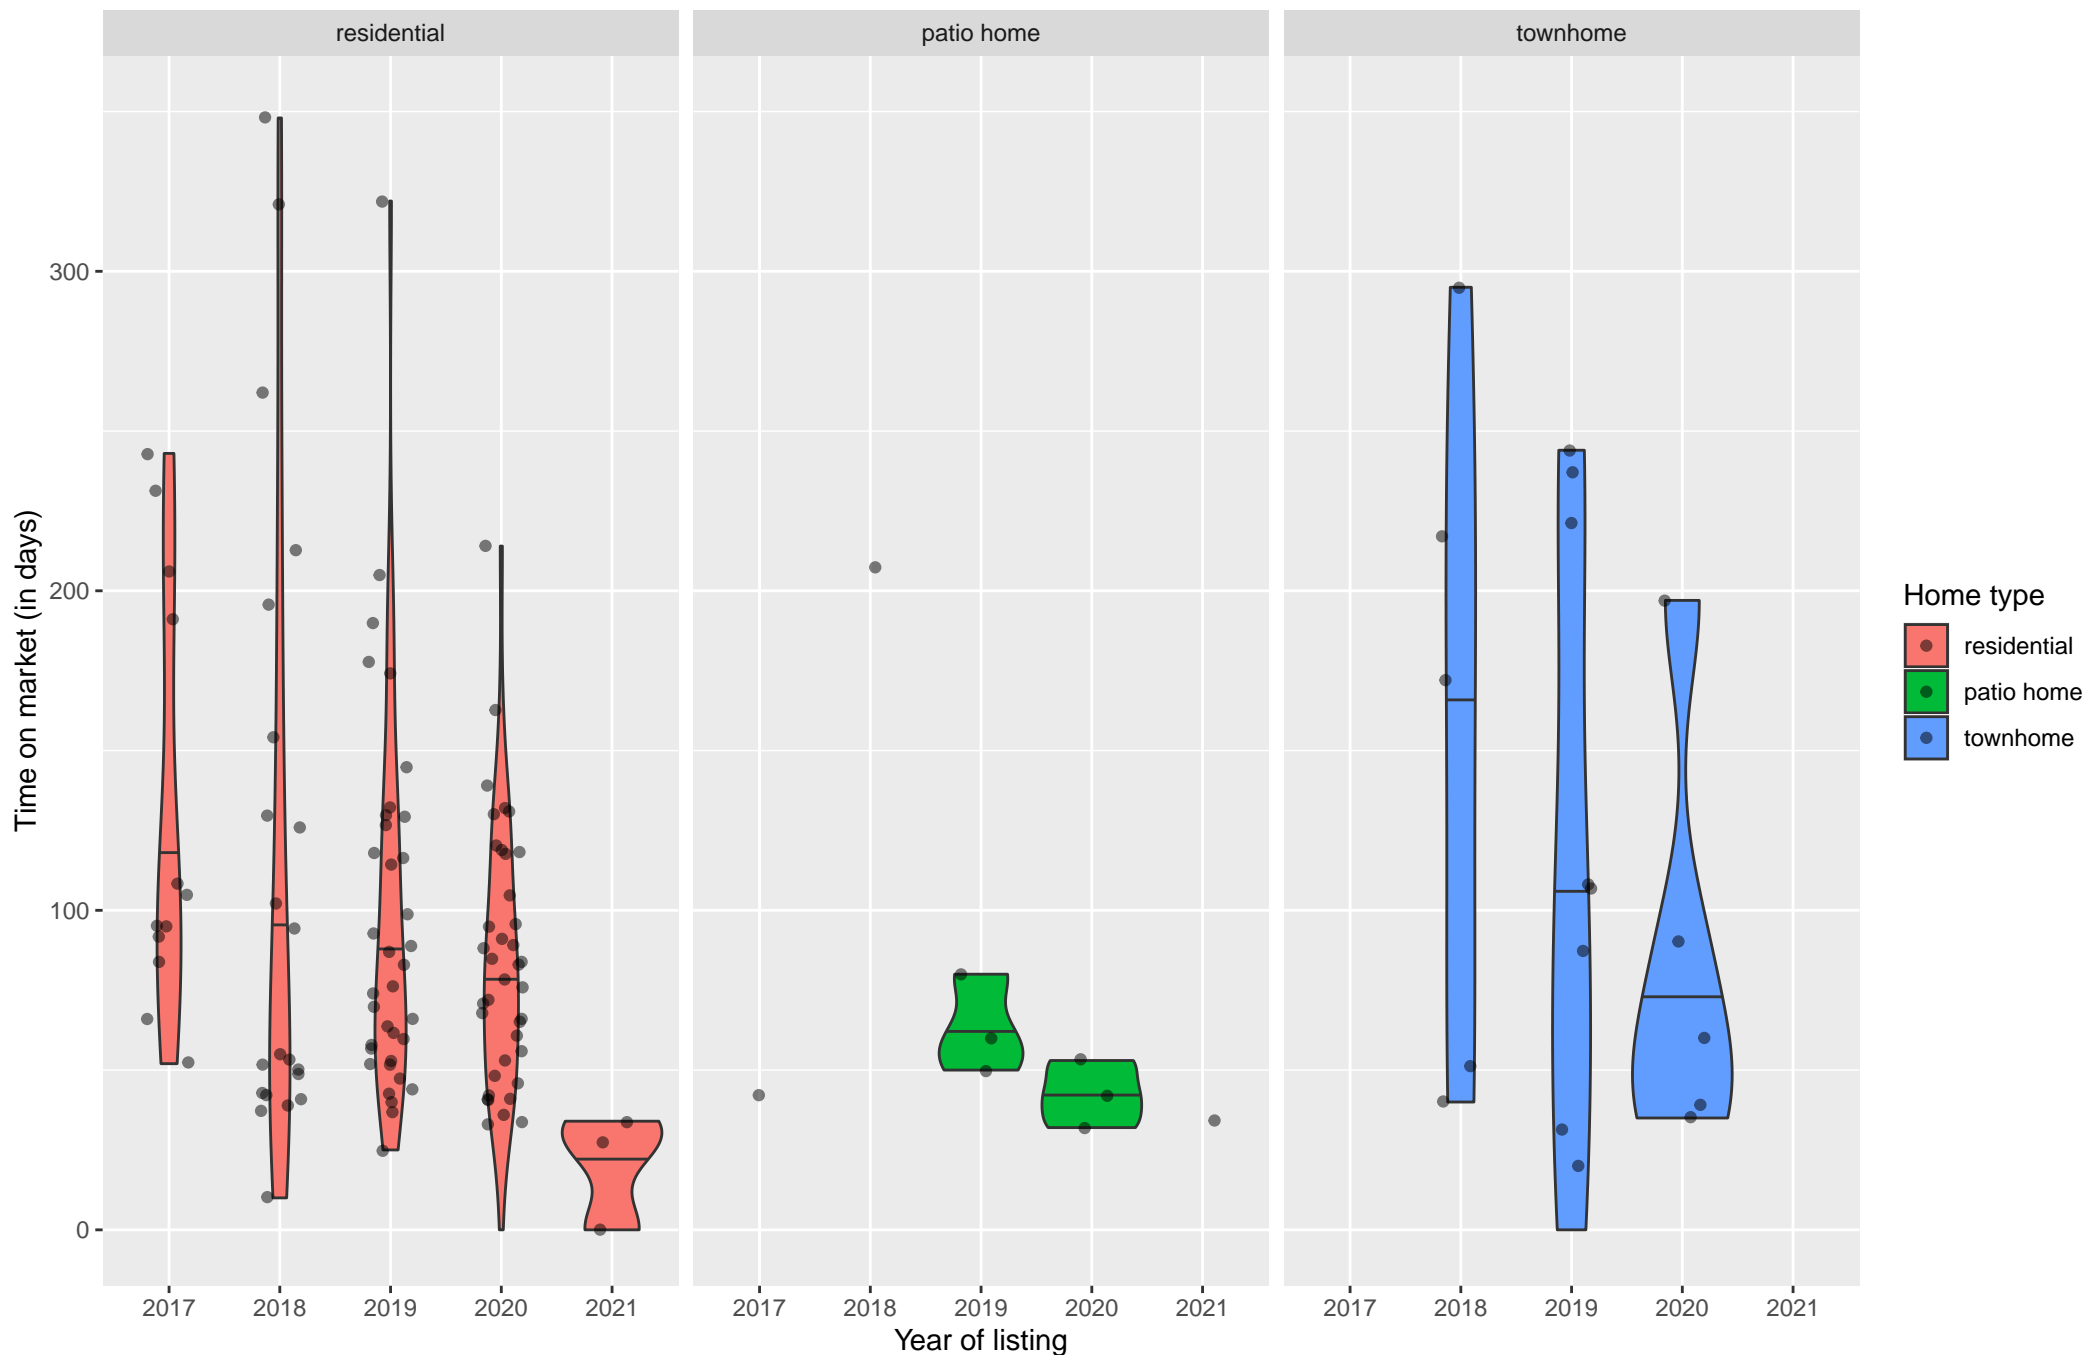 residential patio home townhome
Time on market (in days)
300
200
100
0
2017 2018 2019 2020 2021 2017 2018 2019 2020 2021 2017 2018 2019 2020 2021
Year of listing
Home type
residential
patio home
townhome